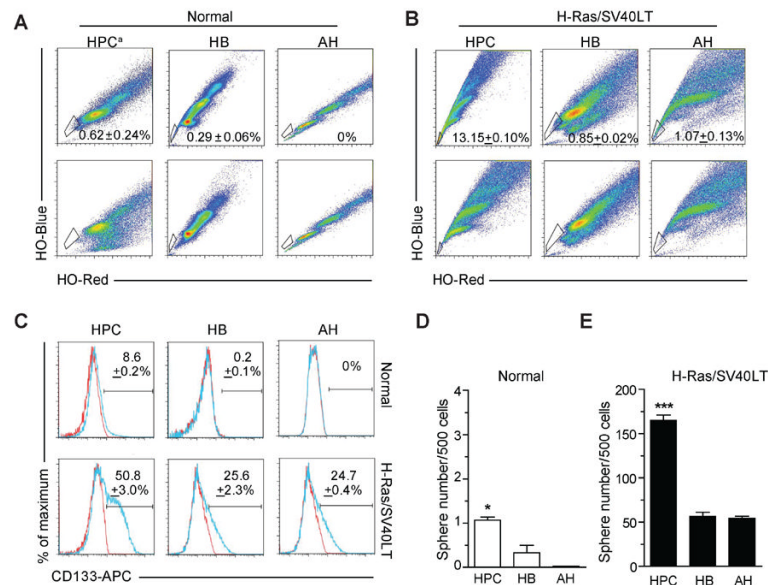 A
Normal
HPCª HB AH
0.62±0.24% 0.29±0.06% 0%
HO-Blue
HO-Red
B
H-Ras/SV40LT
HPC HB AH
13.15±0.10% 0.85±0.02% 1.07±0.13%
HO-Blue
HO-Red
C
HPC HB AH
8.6
±0.2%
0.2
±0.1%
0%
Normal
50.8
±3.0%
25.6
±2.3%
24.7
±0.4%
H-Ras/SV40LT
% of maximum
CD133-APC
D
Normal
Sphere number/500 cells
4
3
2
1
0
*
HPC HB AH
E
H-Ras/SV40LT
Sphere number/500 cells
200
150
100
50
0
***
HPC HB AH